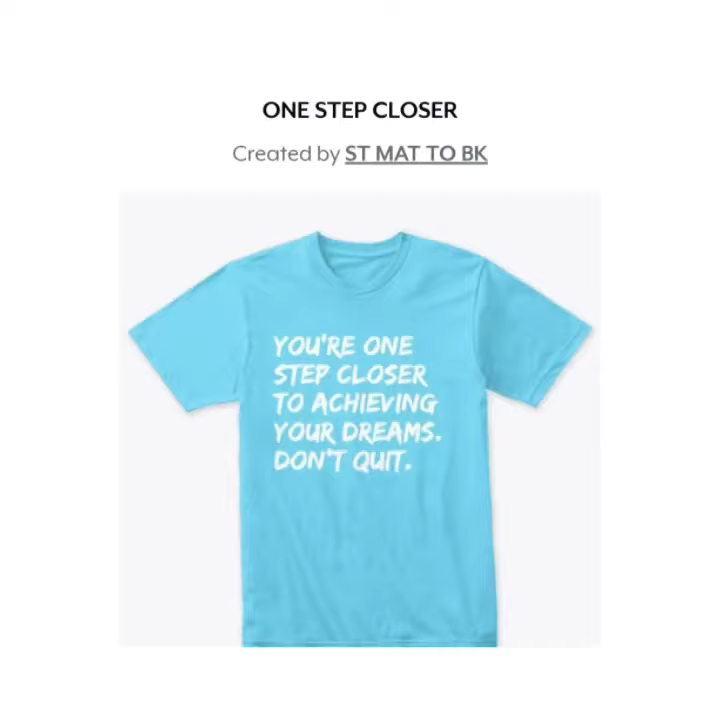 ONE STEP CLOSER
Created by ST MAT TO BK
YOU'RE ONE
STEP CLOSER
TO ACHIEVING
YOUR DREAMS.
DON'T QUIT.